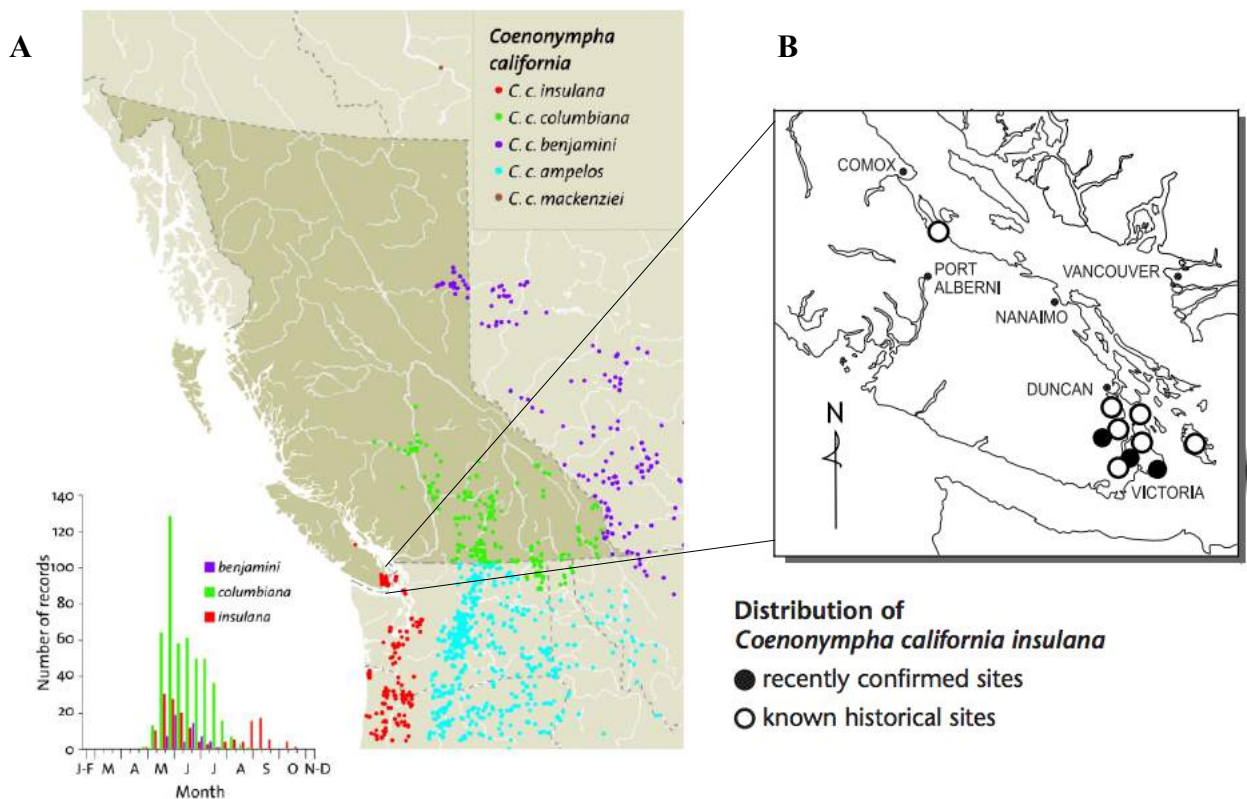 A
Coenonympha
california
C. c. insulana
C. c. columbiana
C. c. benjamini
C. c. ampelos
C. c. mackenziei
Number of records
140
120
100
80
60
40
20
0
benjamini
columbiana
insulana
J-F M A M J J A S O N-D
Month
B
COMOX
PORT
ALBERNI
VANCOUVER
NANAIMO
DUNCAN
N
VICTORIA
Distribution of
Coenonympha california insulana
recently confirmed sites
known historical sites